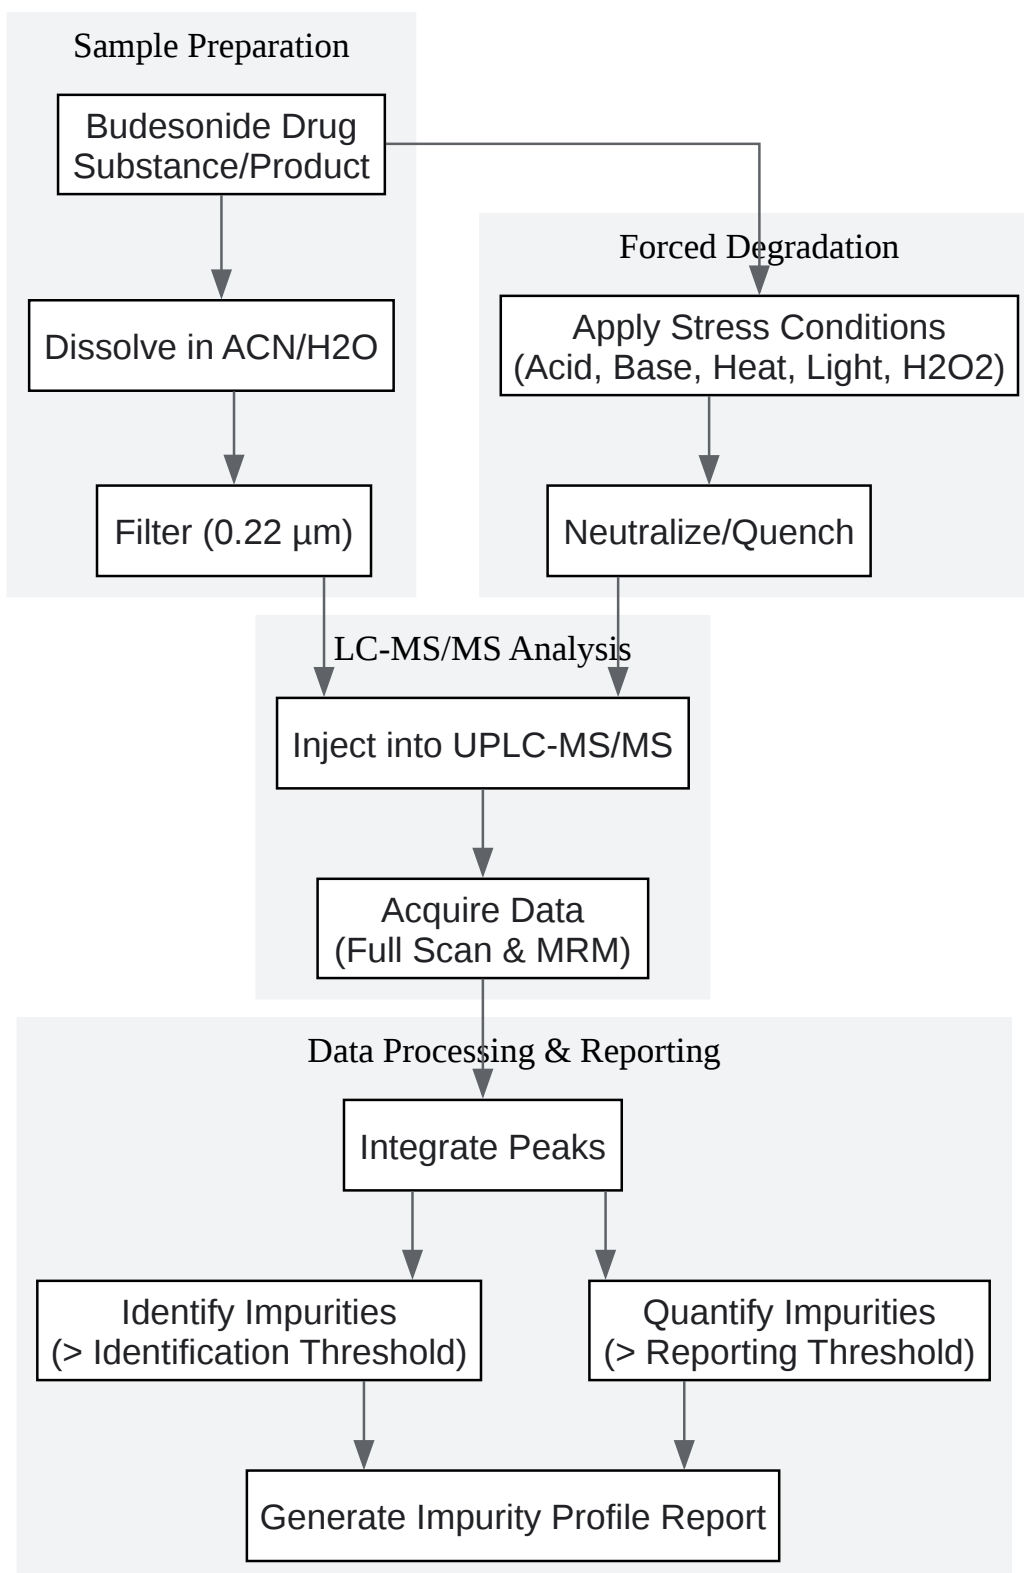 Sample Preparation
Budesonide Drug
Substance/Product
Dissolve in ACN/H2O
Filter (0.22 µm)
Forced Degradation
Apply Stress Conditions
(Acid, Base, Heat, Light, H2O2)
Neutralize/Quench
LC-MS/MS Analysis
Inject into UPLC-MS/MS
Acquire Data
(Full Scan & MRM)
Data Processing & Reporting
Integrate Peaks
Identify Impurities
(> Identification Threshold)
Quantify Impurities
(> Reporting Threshold)
Generate Impurity Profile Report